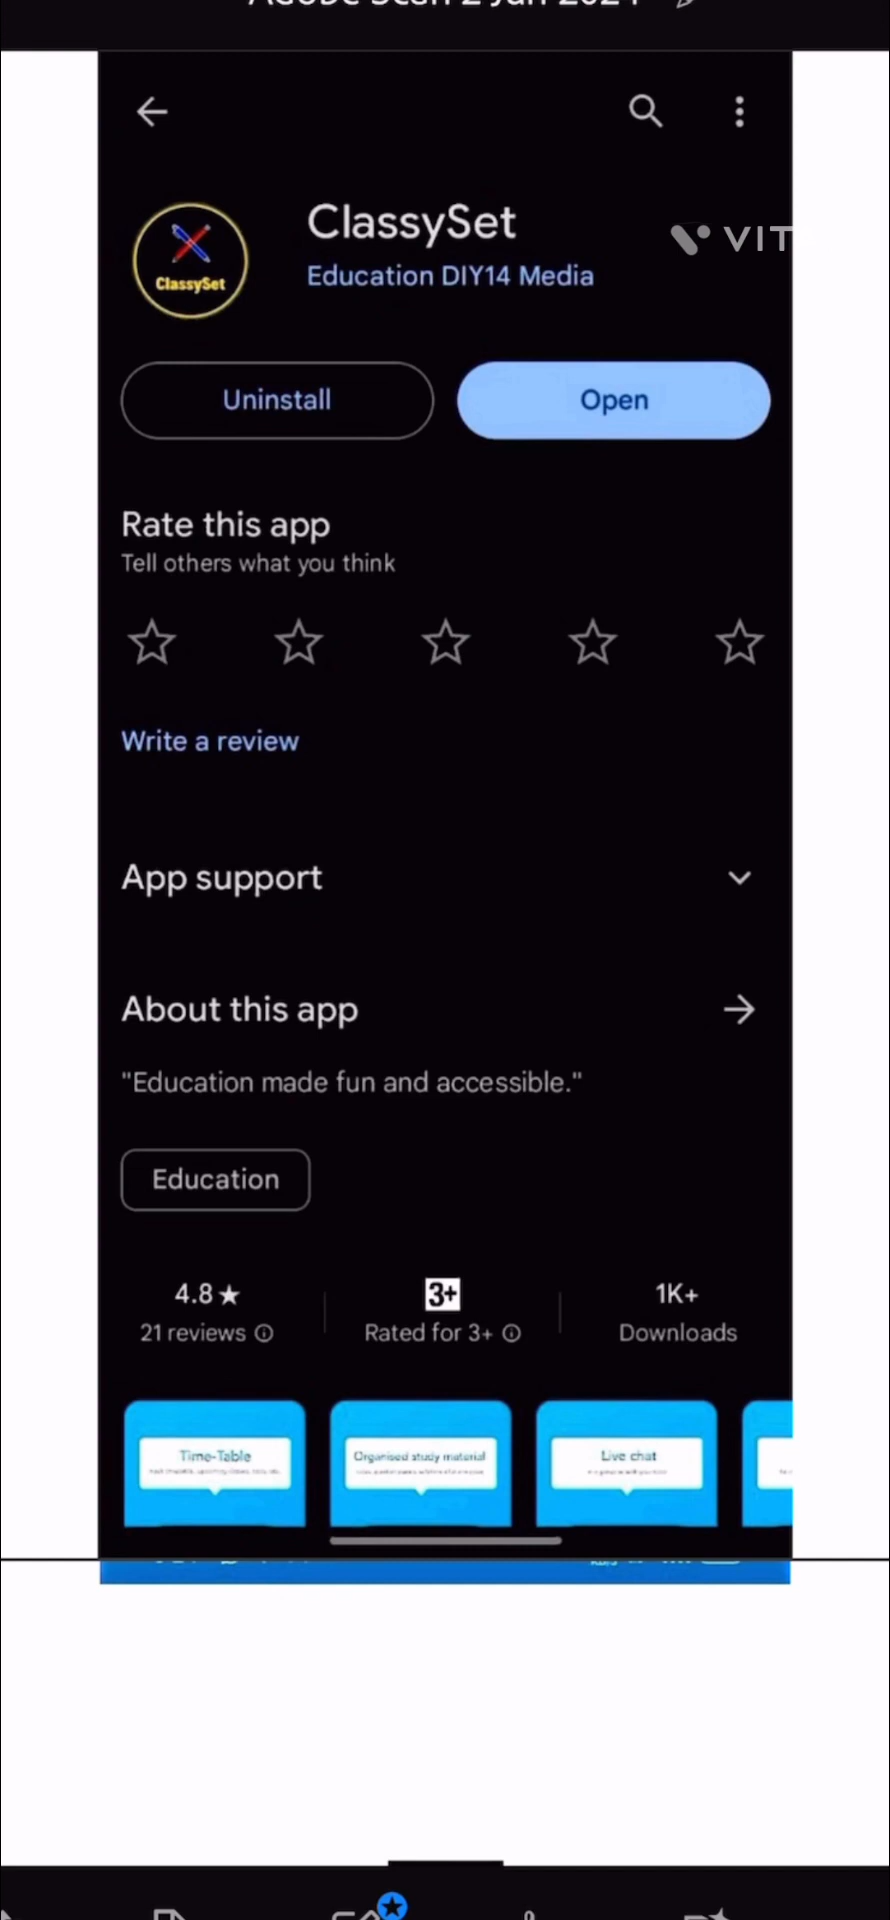 ClassySet
Education DIY14 Media
VIT
ClassySet
Uninstall
Open
Rate this app
Tell others what you think
Write a review
App support
About this app
"Education made fun and accessible."
Education
4.8★
21 reviews
3+
Rated for 3+
1K+
Downloads
Time-Table
Organised study material
Live chat